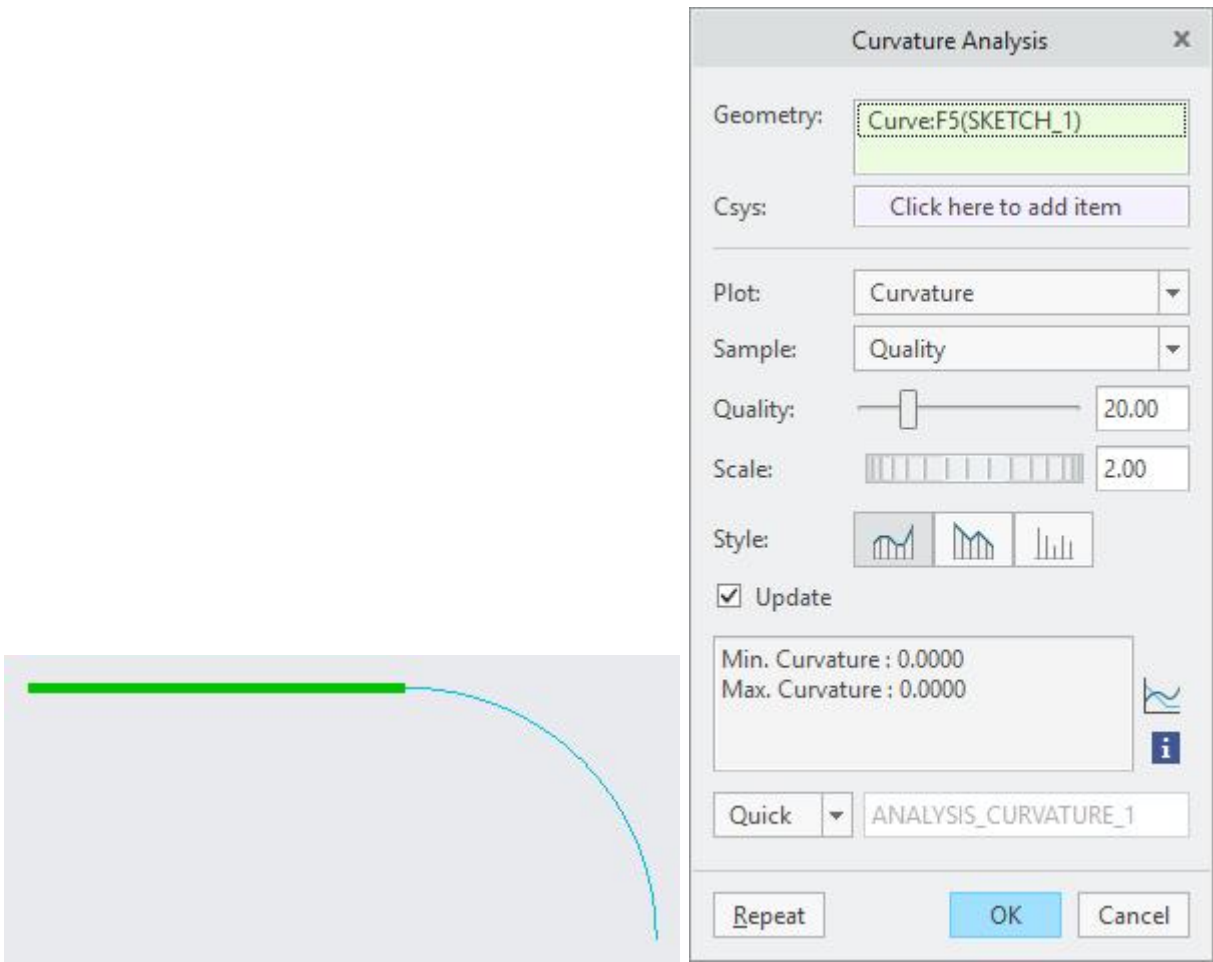 Curvature Analysis
Geometry: Curve:F5(SKETCH_1)
Csys: Click here to add item
Plot: Curvature
Sample: Quality
Quality: 20.00
Scale: 2.00
Style:
Update
Min. Curvature : 0.0000
Max. Curvature : 0.0000
Quick ANALYSIS_CURVATURE_1
Repeat OK Cancel